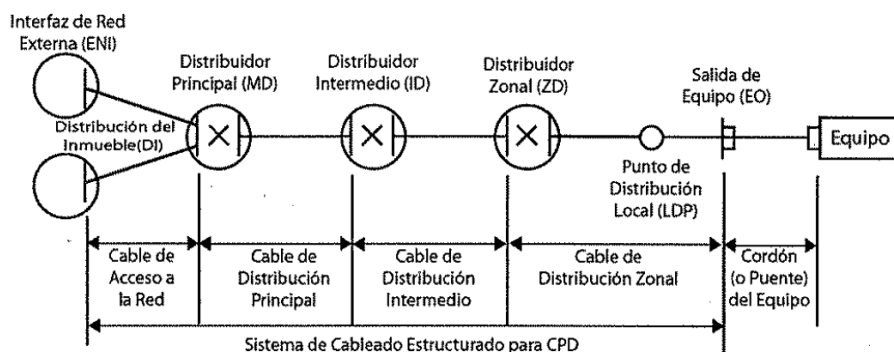 Interfaz de Red
Externa (ENI)
Distribuidor
Principal (MD)
Distribuidor
Intermedio (ID)
Distribuidor
Zonal (ZD)
Salida de
Equipo (EO)
Distribución del
Inmueble(DI)
Equipo
Punto de
Distribución
Local (LDP)
Cable de
Acceso a
la Red
Cable de
Distribución
Principal
Cable de
Distribución
Intermedio
Cable de
Distribución Zonal
Cordón
(o Puente)
del Equipo
Sistema de Cableado Estructurado para CPD